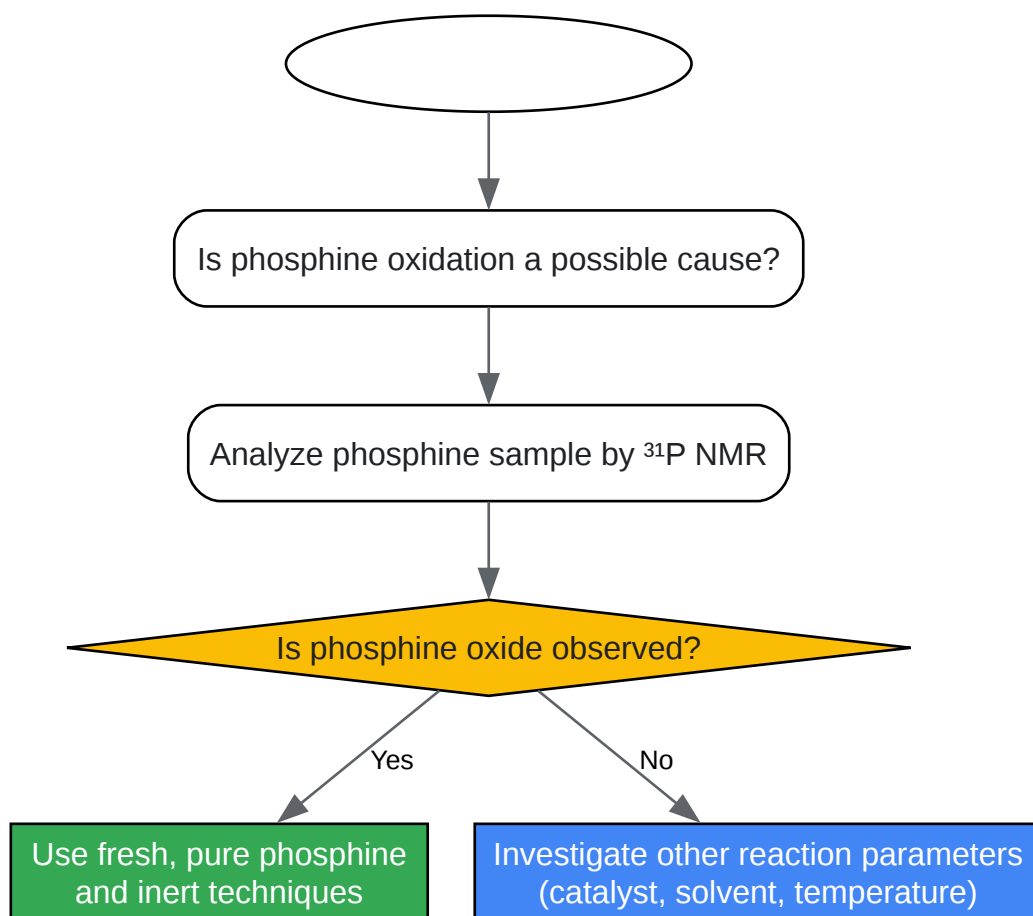 Is phosphine oxidation a possible cause?
Analyze phosphine sample by ³¹P NMR
Is phosphine oxide observed?
Yes
No
Use fresh, pure phosphine
and inert techniques
Investigate other reaction parameters
(catalyst, solvent, temperature)